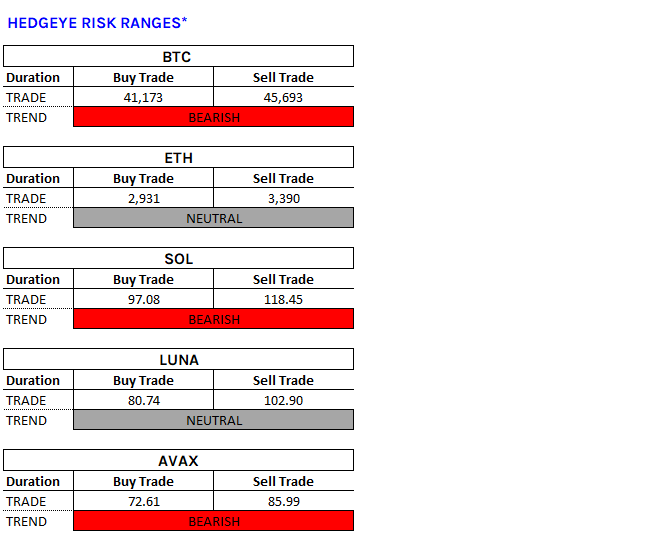 HEDGEYE RISK RANGES*
BTC
Duration Buy Trade Sell Trade
TRADE 41,173 45,693
TREND BEARISH
ETH
Duration Buy Trade Sell Trade
TRADE 2,931 3,390
TREND NEUTRAL
SOL
Duration Buy Trade Sell Trade
TRADE 97.08 118.45
TREND BEARISH
LUNA
Duration Buy Trade Sell Trade
TRADE 80.74 102.90
TREND NEUTRAL
AVAX
Duration Buy Trade Sell Trade
TRADE 72.61 85.99
TREND BEARISH